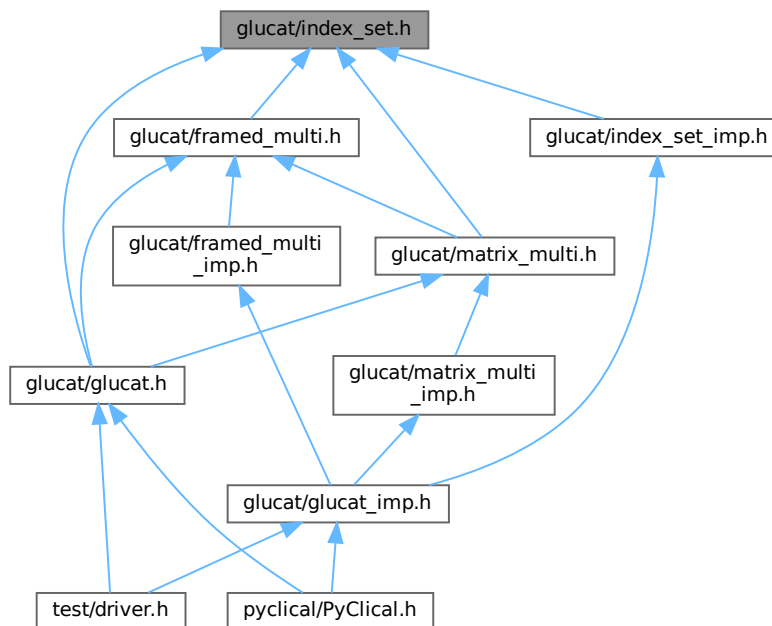 glucat/index_set.h
glucat/framed_multi.h
glucat/index_set_imp.h
glucat/framed_multi
_imp.h
glucat/matrix_multi.h
glucat/glucat.h
glucat/matrix_multi
_imp.h
glucat/glucat_imp.h
test/driver.h
pyclical/PyClical.h